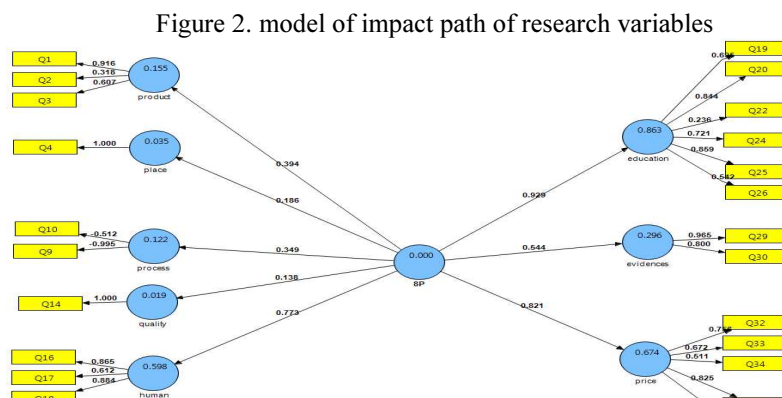 Figure 2. model of impact path of research variables
Q1
0.916
Q2
0.318
Q3
0.607
0.155
product
Q4
1.000
0.035
place
Q10
-0.512
Q9
-0.995
0.122
process
Q14
1.000
0.019
quality
Q16
0.865
Q17
0.612
0.884
0.598
human
0.394
0.186
0.349
0.138
0.773
0.000
8P
0.929
0.544
0.821
0.863
education
Q19
Q20
0.844
Q22
0.236
Q24
0.721
Q25
0.859
Q26
0.296
evidences
Q29
0.965
Q30
0.800
0.674
price
Q32
Q33
0.672
Q34
0.511
0.825